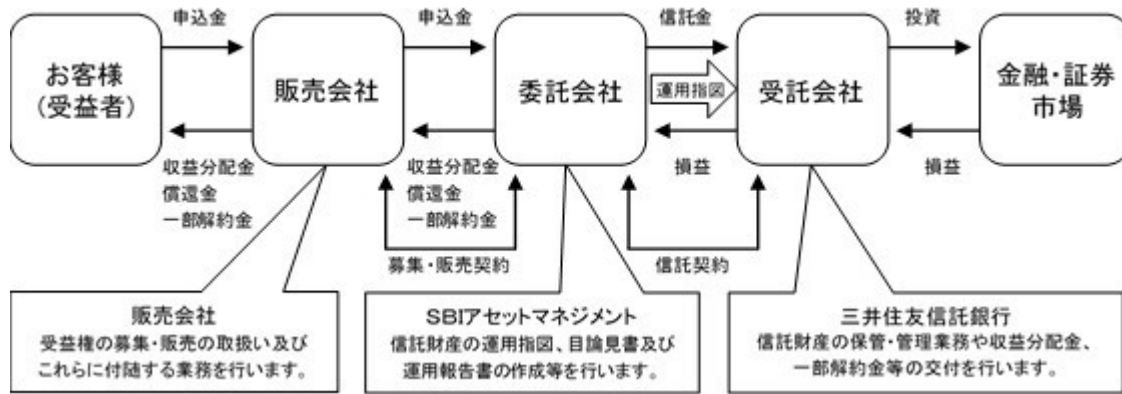 申込金
申込金
信託金
投資
お客様
(受益者)
販売会社
委託会社
運用指図
受託会社
金融・証券
市場
収益分配金
償還金
一部解約金
収益分配金
償還金
一部解約金
損益
損益
募集・販売契約
信託契約
販売会社
受益権の募集・販売の取扱い及び
これらに付随する業務を行います。
SBIアセットマネジメント
信託財産の運用指図、目論見書及び
運用報告書の作成等を行います。
三井住友信託銀行
信託財産の保管・管理業務や収益分配金、
一部解約金等の交付を行います。